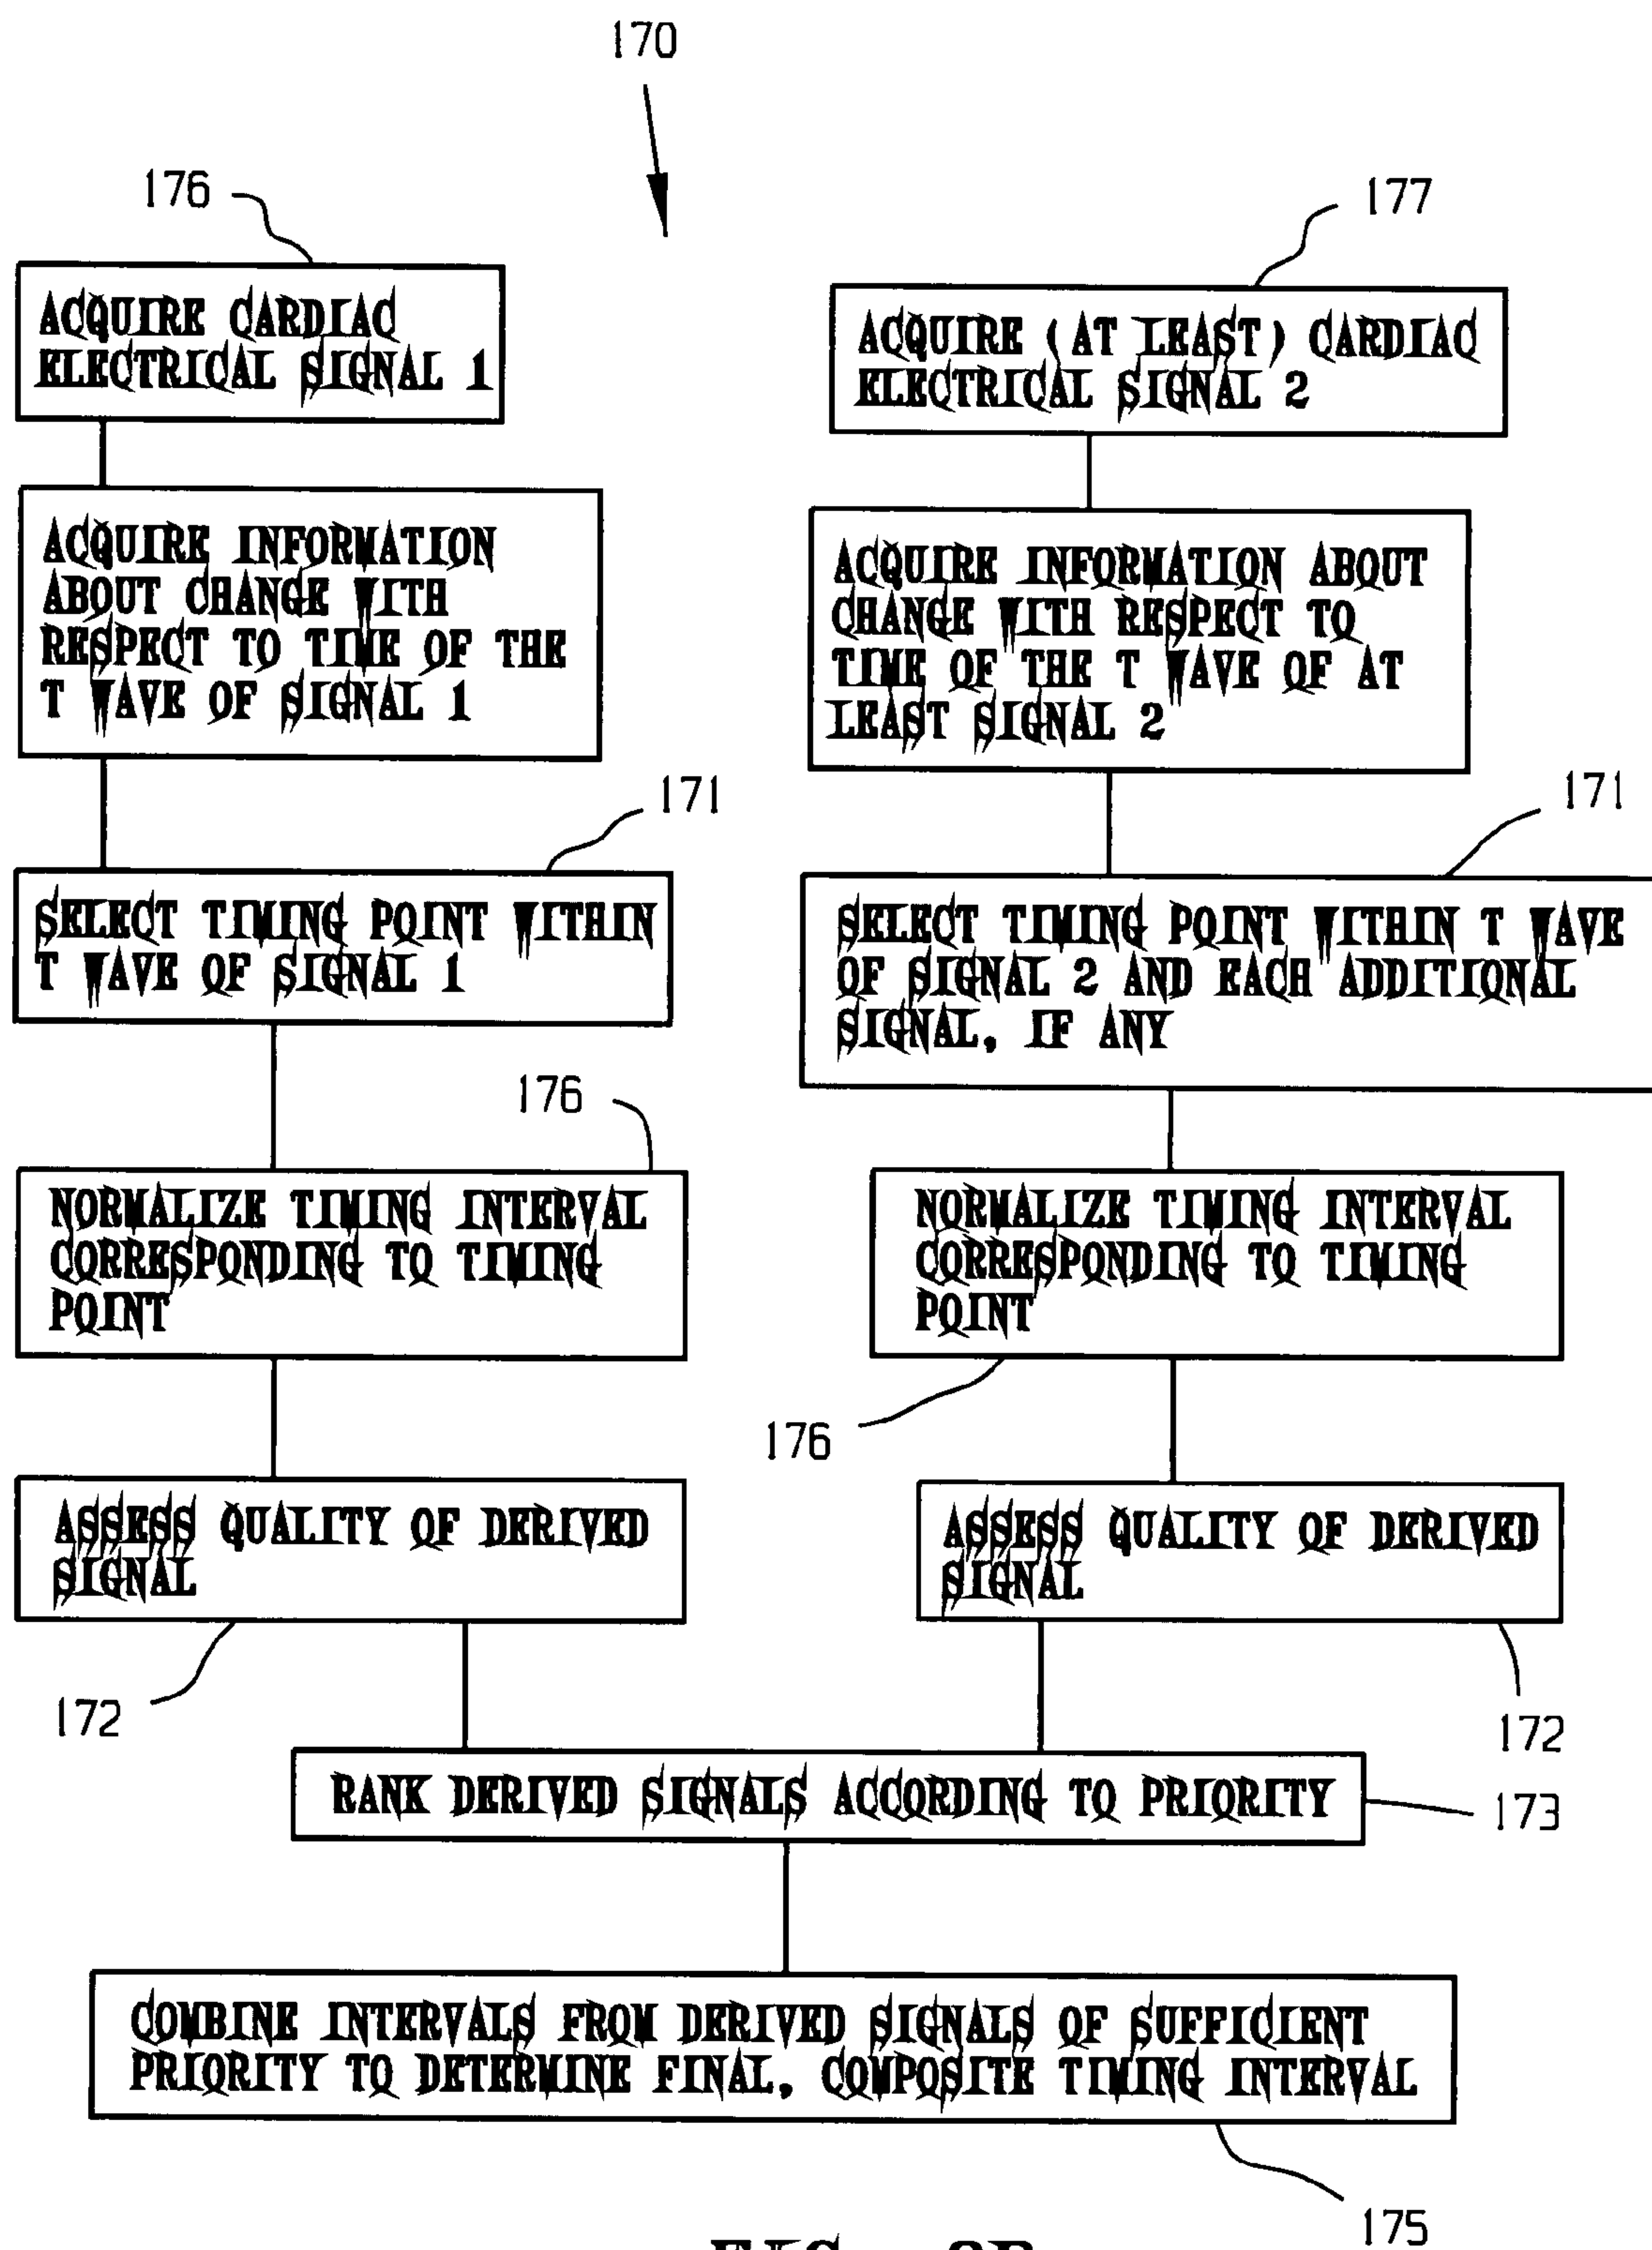 170
176
177
ACQUIRE CARDIAC
ELECTRICAL SIGNAL 1
ACQUIRE (AT LEAST) CARDIAC
ELECTRICAL SIGNAL 2
ACQUIRE INFORMATION
ABOUT CHANGE WITH
RESPECT TO TIME OF THE
T WAVE OF SIGNAL 1
ACQUIRE INFORMATION ABOUT
CHANGE WITH RESPECT TO
TIME OF THE T WAVE OF AT
LEAST SIGNAL 2
171
171
SELECT TIMING POINT WITHIN
T WAVE OF SIGNAL 1
SELECT TIMING POINT WITHIN T WAVE
OF SIGNAL 2 AND EACH ADDITIONAL
SIGNAL, IF ANY
176
NORMALIZE TIMING INTERVAL
CORRESPONDING TO TIMING
POINT
NORMALIZE TIMING INTERVAL
CORRESPONDING TO TIMING
POINT
176
ASSESS QUALITY OF DERIVED
SIGNAL
ASSESS QUALITY OF DERIVED
SIGNAL
172
172
RANK DERIVED SIGNALS ACCORDING TO PRIORITY
173
COMBINE INTERVALS FROM DERIVED SIGNALS OF SUFFICIENT
PRIORITY TO DETERMINE FINAL, COMPOSITE TIMING INTERVAL
175